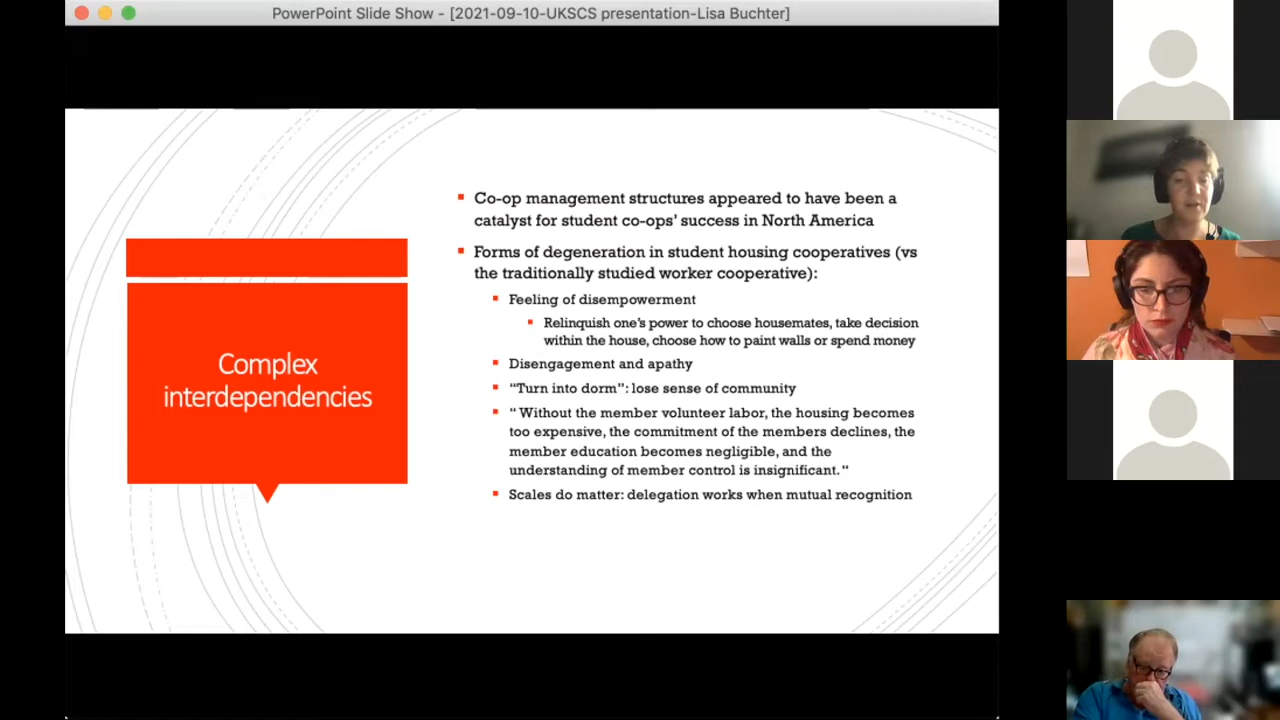 PowerPoint Slide Show - [2021-09-10-UKSCS presentation-Lisa Buchter]
Complex
interdependencies
Co-op management structures appeared to have been a
catalyst for student co-ops’ success in North America
Forms of degeneration in student housing cooperatives (vs
the traditionally studied worker cooperative):
Feeling of disempowerment
Relinquish one’s power to choose housemates, take decision
within the house, choose how to paint walls or spend money
Disengagement and apathy
“Turn into dorm”: lose sense of community
“ Without the member volunteer labor, the housing becomes
too expensive, the commitment of the members declines, the
member education becomes negligible, and the
understanding of member control is insignificant. “
Scales do matter: delegation works when mutual recognition